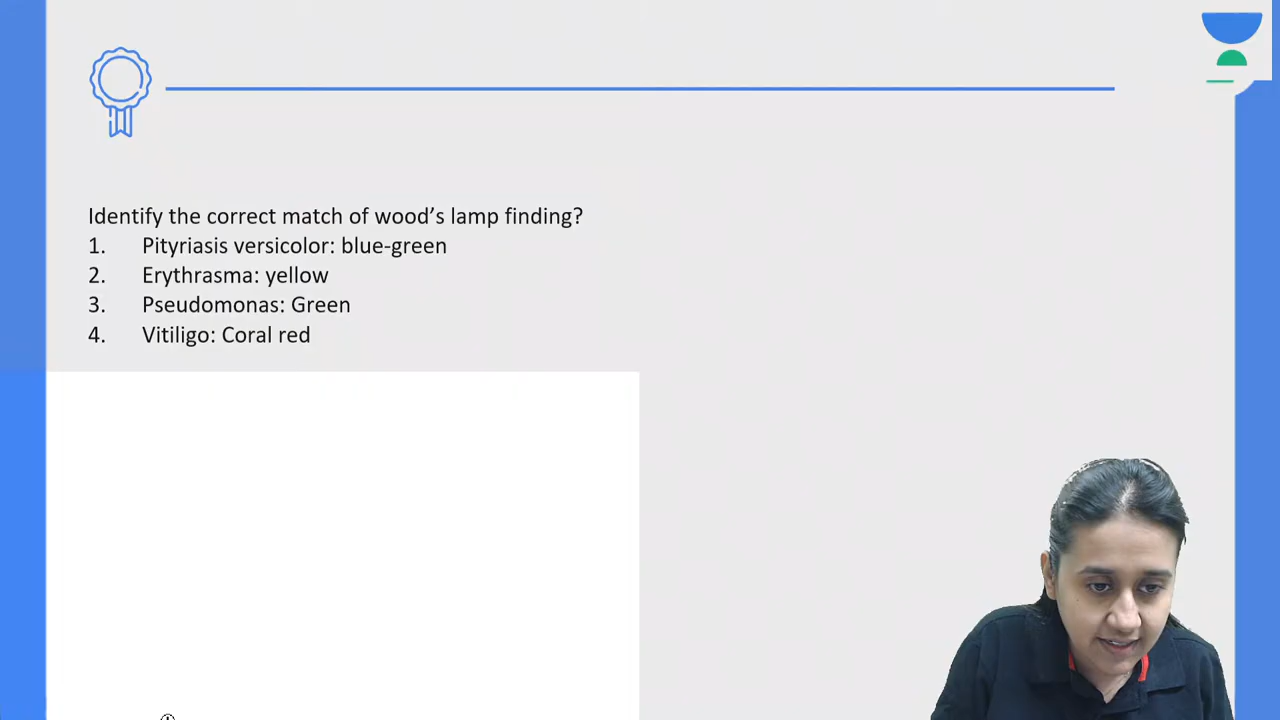 Identify the correct match of wood’s lamp finding?
1. Pityriasis versicolor: blue-green
2. Erythrasma: yellow
3. Pseudomonas: Green
4. Vitiligo: Coral red